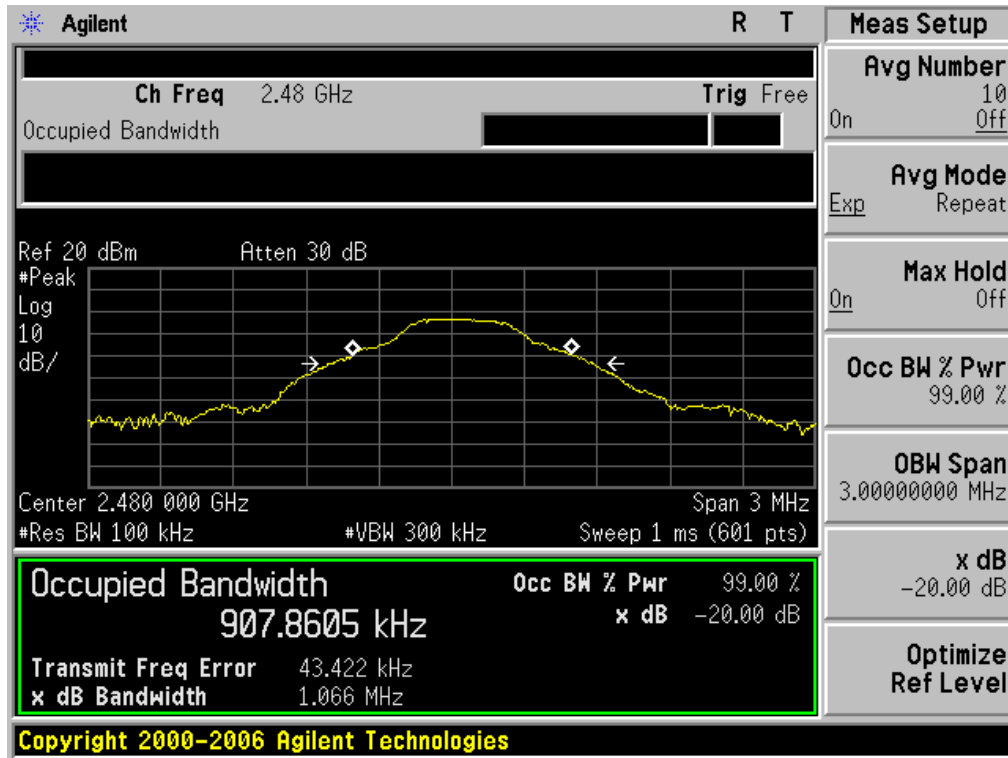 Agilent R T
Ch Freq 2.48 GHz Trig Free
Occupied Bandwidth
Ref 20 dBm Atten 30 dB
#Peak
Log
10
dB/
Center 2.480 000 GHz Span 3 MHz
#Res BW 100 kHz #VBW 300 kHz Sweep 1 ms (601 pts)
Occupied Bandwidth Occ BW % Pwr 99.00 %
907.8605 kHz x dB -20.00 dB
Transmit Freq Error 43.422 kHz
x dB Bandwidth 1.066 MHz
Copyright 2000-2006 Agilent Technologies
Meas Setup
Avg Number
10
On Off
Avg Mode
Exp Repeat
Max Hold
On Off
Occ BW % Pwr
99.00 %
OBW Span
3.00000000 MHz
x dB
-20.00 dB
Optimize
Ref Level